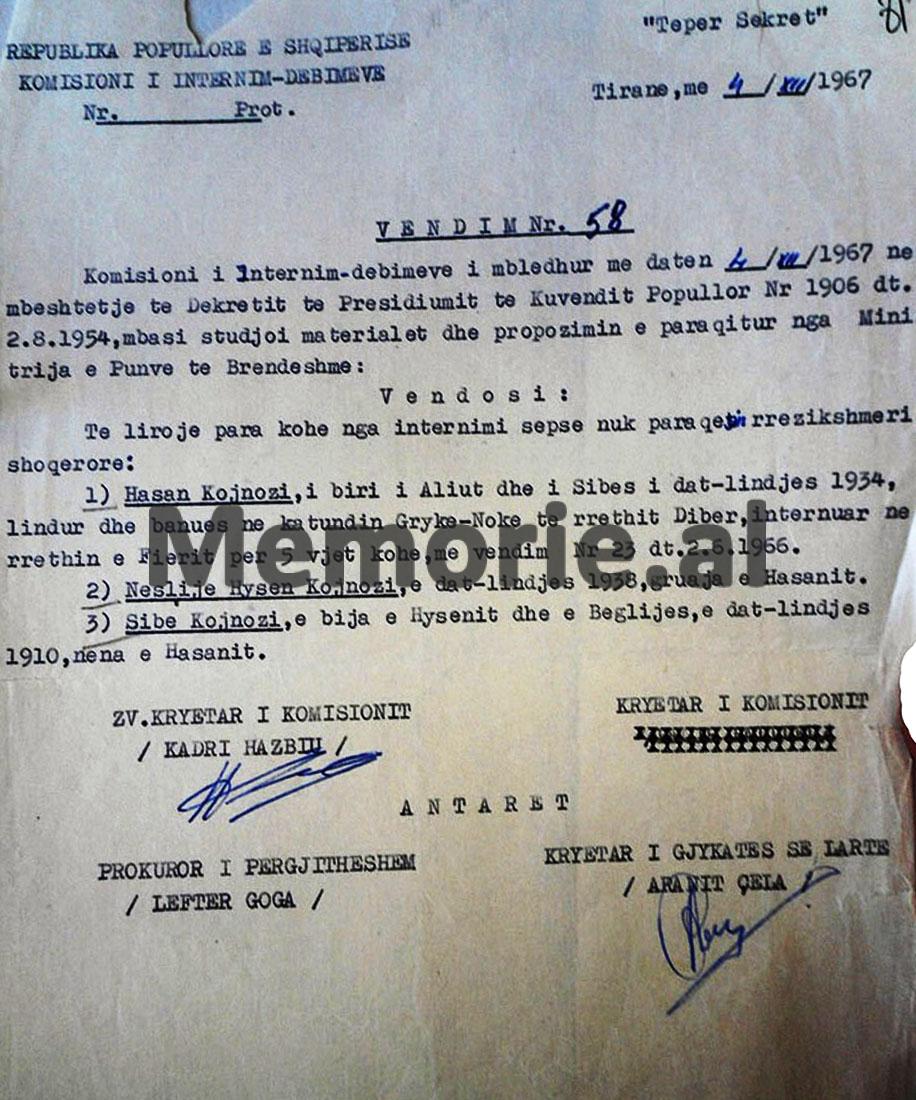 "Teper Sekret"
REPUBLIKA POPULLORE E SHQIPERISE
KOMISIONI I INTERNIM-DEBIMEVE
Nr. Prot.
Tirane,me 4/XII/1967
V E N D I M Nr. 58
Komisioni i Internim-debimeve i mbledhur me daten 4/XII/1967 ne
mbeshtetje te Dekretit te Presidiumit te Kuvendit Popullor Nr 1906 dt.
2.8.1954,mbasi studjoi materialet dhe propozimin e paraqitur nga Mini
trija e Punve te Brendeshme:
V e n d o s i :
Te liroje para kohe nga internimi sepse nuk paraqesin rrezikshmeri
shoqerore:
1) Hasan Kojnozi,i biri i Aliut dhe i Sibes i dat-lindjes 1934,
lindur dhe banues ne katundin Gryke-Noke te rrethit Diber,internuar ne
rrethin e Fierit per 5 vjet kohe,me vendim Nr 23 dt.2.6.1966.
Memorie.al
2) Neslije Hysen Kojnozi,e dat-lindjes 1938,gruaja e Hasanit.
3) Sibe Kojnozi,e bija e Hysenit dhe e Beglijes,e dat-lindjes
1910,nena e Hasanit.
ZV.KRYETAR I KOMISIONIT
/ KADRI HAZBIU /
KRYETAR I KOMISIONIT
A N T A R E T
PROKUROR I PERGJITHESHEM
/ LEFTER GOGA /
KRYETAR I GJYKATES SE LARTE
/ ARANIT ÇELA /